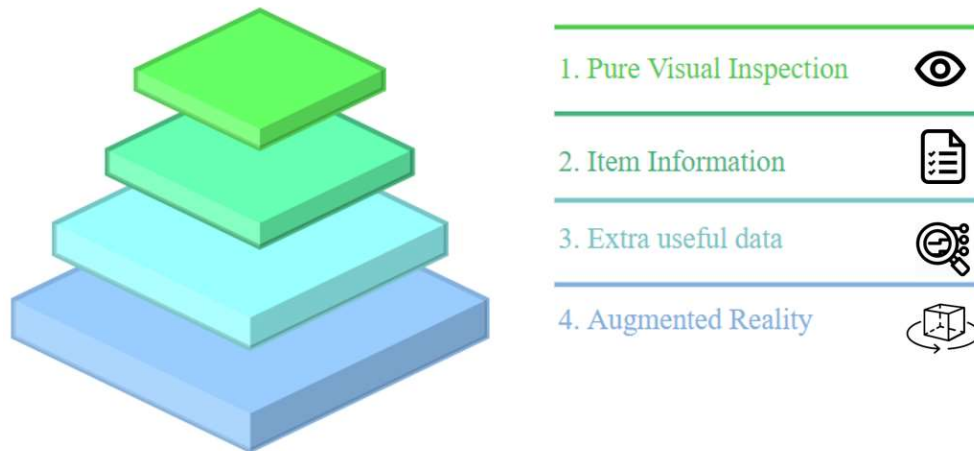 1. Pure Visual Inspection
2. Item Information
3. Extra useful data
4. Augmented Reality